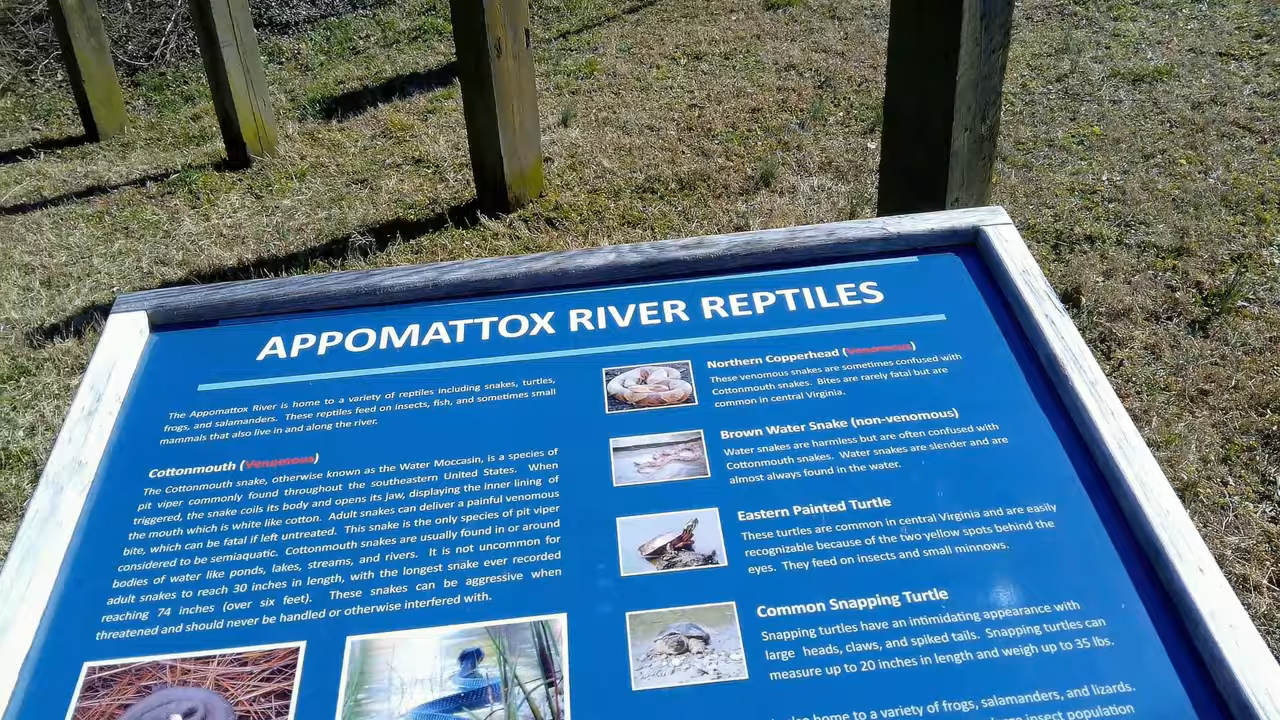 APPOMATTOX RIVER REPTILES
The Appomattox River is home to a variety of reptiles including snakes, turtles,
frogs, and salamanders. These reptiles feed on insects, fish, and sometimes small
mammals that also live in and along the river.
Cottonmouth (Venomous)
The Cottonmouth snake, otherwise known as the Water Moccasin, is a species of
pit viper commonly found throughout the southeastern United States. When
triggered, the snake coils its body and opens its jaw, displaying the inner lining of
the mouth which is white like cotton. Adult snakes can deliver a painful venomous
bite, which can be fatal if left untreated. This snake is the only species of pit viper
considered to be semiaquatic. Cottonmouth snakes are usually found in or around
bodies of water like ponds, lakes, streams, and rivers. It is not uncommon for
adult snakes to reach 30 inches in length, with the longest snake ever recorded
reaching 74 inches (over six feet). These snakes can be aggressive when
threatened and should never be handled or otherwise interfered with.
Northern Copperhead (Venomous)
These venomous snakes are sometimes confused with
Cottonmouth snakes. Bites are rarely fatal but are
common in central Virginia.
Brown Water Snake (non-venomous)
Water snakes are harmless but are often confused with
Cottonmouth snakes. Water snakes are slender and are
almost always found in the water.
Eastern Painted Turtle
These turtles are common in central Virginia and are easily
recognizable because of the two yellow spots behind the
eyes. They feed on insects and small minnows.
Common Snapping Turtle
Snapping turtles have an intimidating appearance with
large heads, claws, and spiked tails. Snapping turtles can
measure up to 20 inches in length and weigh up to 35 lbs.
also home to a variety of frogs, salamanders, and lizards.
insect population